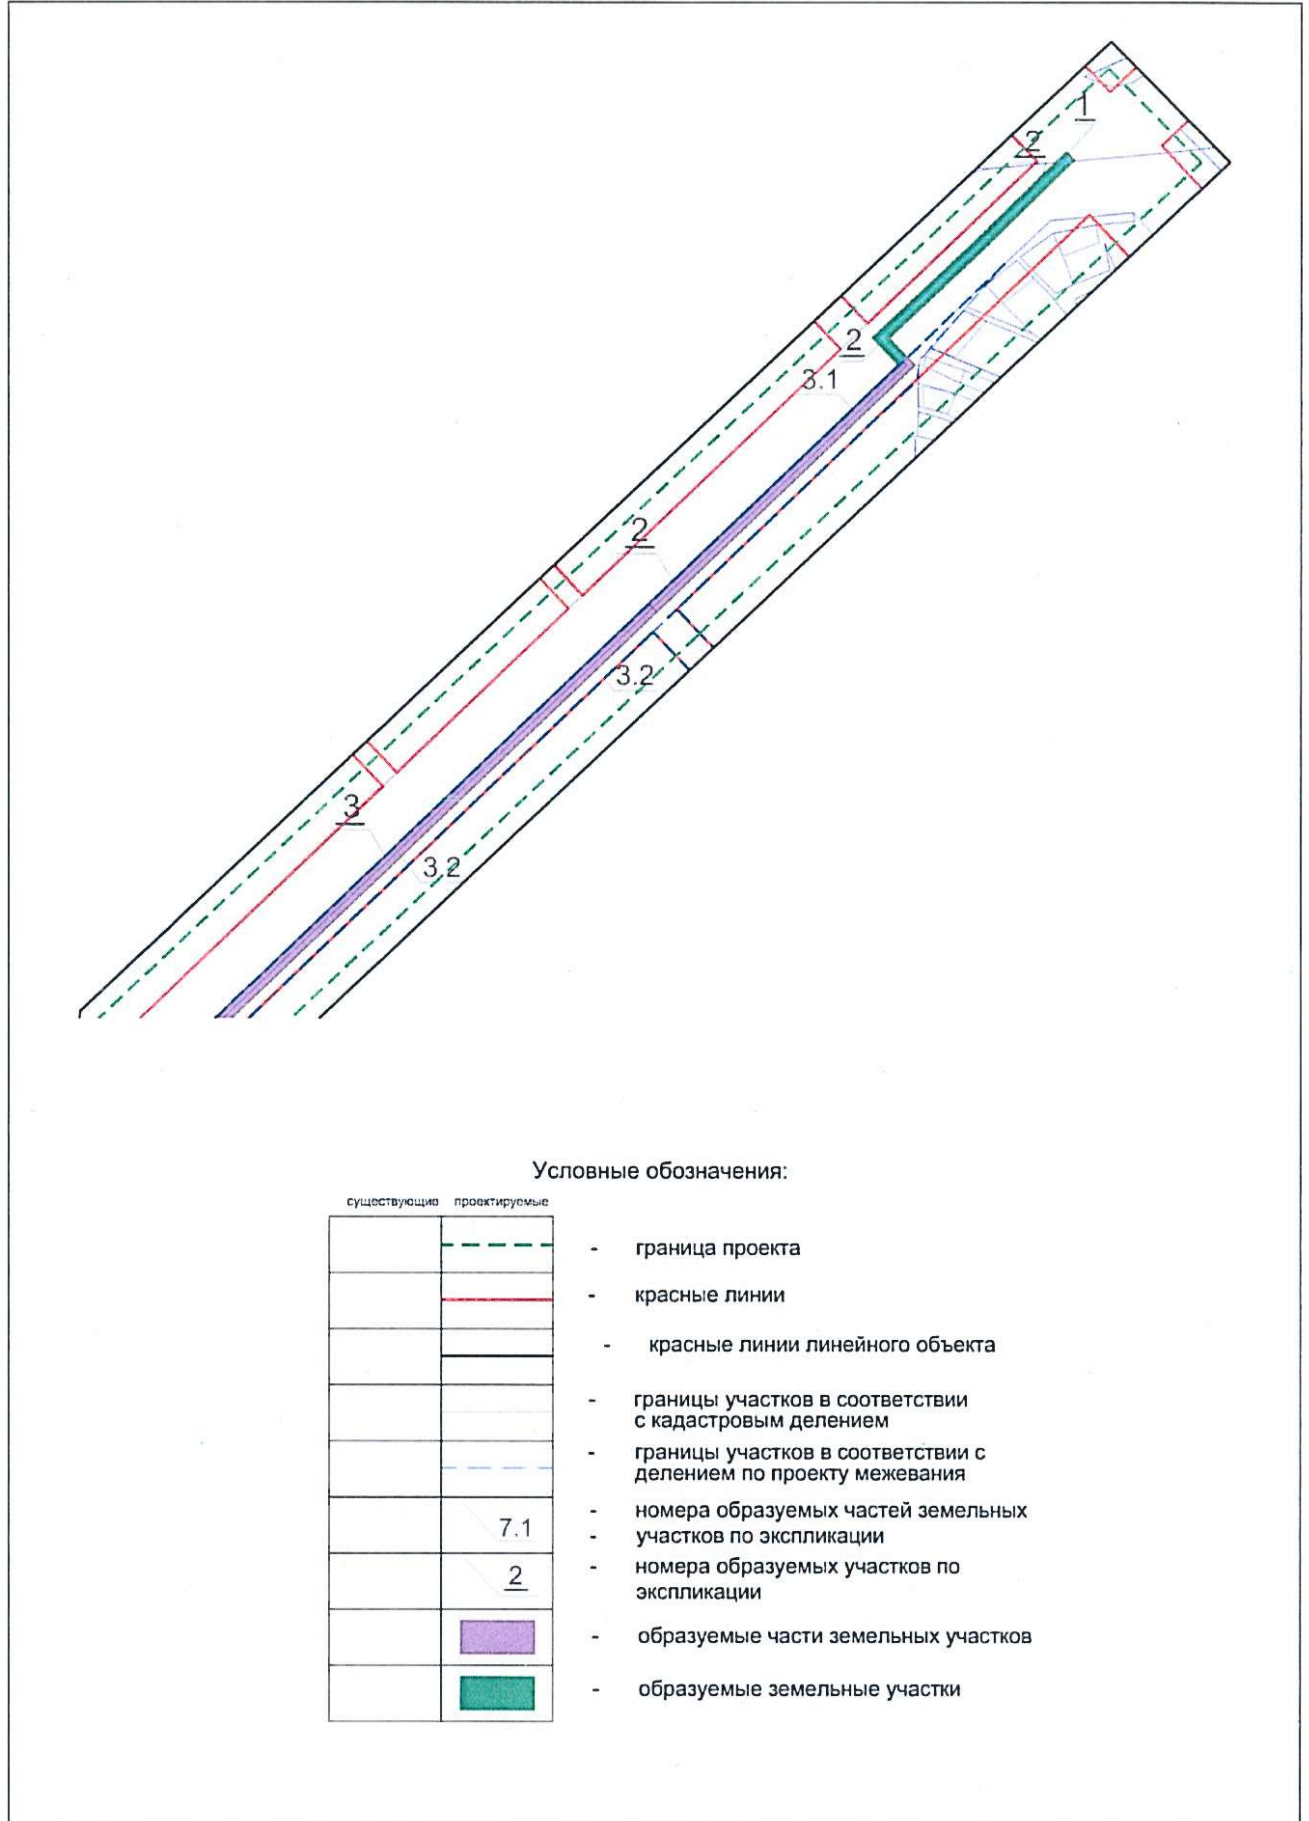 1
2
2
3.1
2
3.2
3
3.2
Условные обозначения:
существующие проектируемые
- граница проекта
- красные линии
- красные линии линейного объекта
- границы участков в соответствии
с кадастровым делением
- границы участков в соответствии с
делением по проекту межевания
7.1 - номера образуемых частей земельных
- участков по экспликации
2 - номера образуемых участков по
экспликации
- образуемые части земельных участков
- образуемые земельные участки